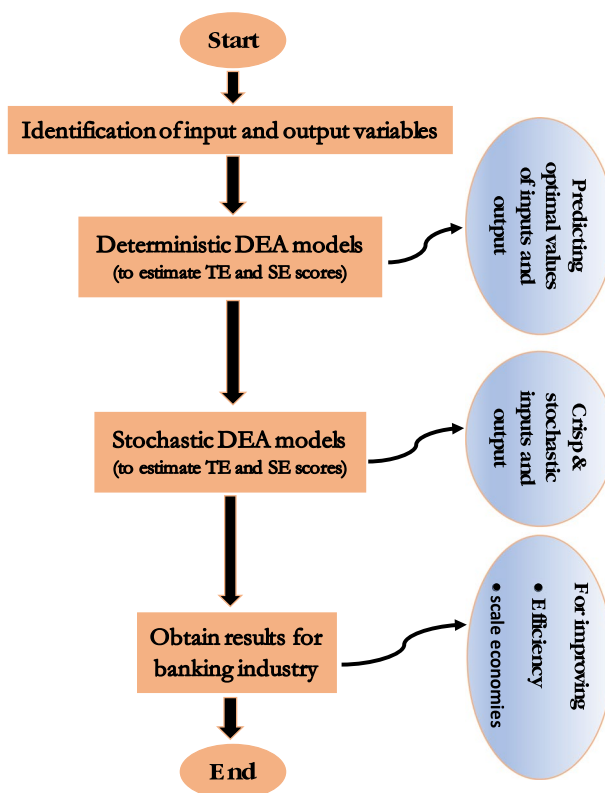 Start
Identification of input and output variables
Deterministic DEA models
(to estimate TE and SE scores)
Predicting
optimal values
of inputs and
output
Stochastic DEA models
(to estimate TE and SE scores)
Crisp &
stochastic
inputs and
output
Obtain results for
banking industry
For improving
• Efficiency
• scale economies
End